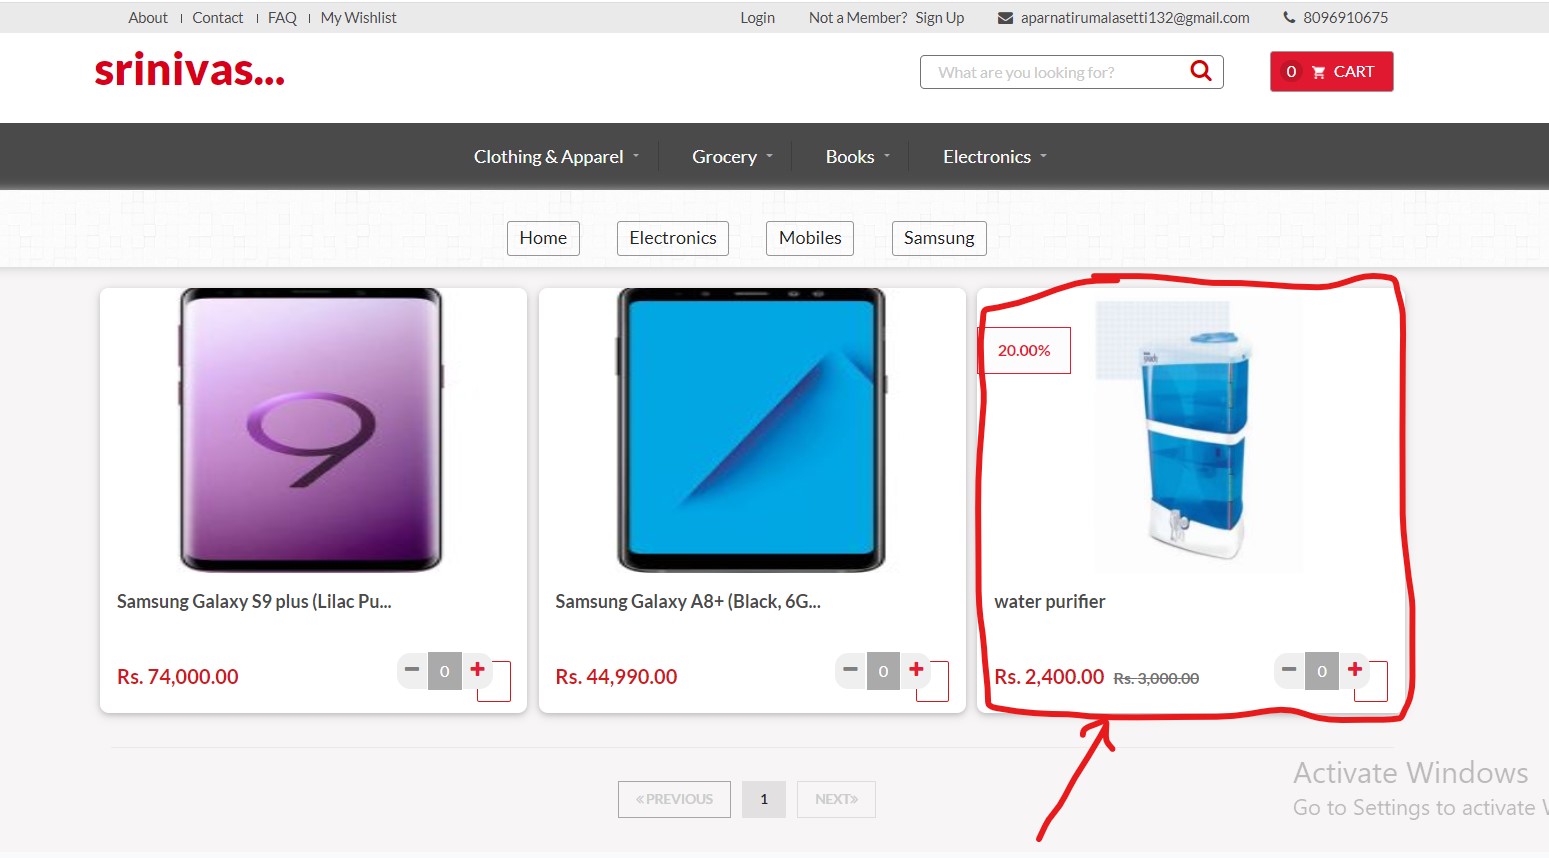 About | Contact | FAQ | My Wishlist
Login Not a Member? Sign Up aparnatirumalasetti132@gmail.com 8096910675
srinivas...
What are you looking for?
0 CART
Clothing & Apparel Grocery Books Electronics
Home Electronics Mobiles Samsung
20.00%
9
Samsung Galaxy S9 plus (Lilac Pu...
Samsung Galaxy A8+ (Black, 6G...
water purifier
Rs. 74,000.00 − 0 +
Rs. 44,990.00 − 0 +
Rs. 2,400.00 Rs. 3,000.00 − 0 +
« PREVIOUS 1 NEXT »
Activate Windows
Go to Settings to activate